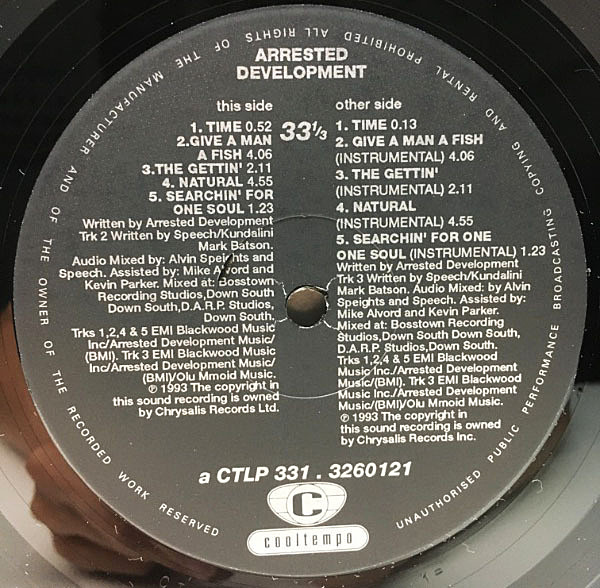 ALL RIGHTS OF THE MANUFACTURER AND OF THE OWNER OF THE RECORDED WORK RESERVED
UNAUTHORISED PUBLIC PERFORMANCE BROADCASTING COPYING AND RENTAL PROHIBITED
ARRESTED
DEVELOPMENT
this side
1. TIME 0.52
2.GIVE A MAN
A FISH 4.06
3.THE GETTIN' 2.11
4. NATURAL 4.55
5. SEARCHIN' FOR
ONE SOUL 1.23
Written by Arrested Development
Trk 2 Written by Speech/Kundalini
Mark Batson.
Audio Mixed by: Alvin Speights and
Speech. Assisted by: Mike Alvord and
Kevin Parker. Mixed at: Bosstown
Recording Studios,Down South
Down South,D.A.R.P. Studios,
Down South.
Trks 1,2,4 & 5 EMI Blackwood Music
Inc/Arrested Development Music/
(BMI). Trk 3 EMI Blackwood Music
Inc/Arrested Development Music/
(BMI)/Olu Mmoid Music.
℗ 1993 The copyright in
this sound recording is owned
by Chrysalis Records Ltd.
33 1/3
other side
1. TIME 0.13
2. GIVE A MAN A FISH
(INSTRUMENTAL) 4.06
3. THE GETTIN'
(INSTRUMENTAL) 2.11
4. NATURAL
(INSTRUMENTAL) 4.55
5. SEARCHIN' FOR ONE
ONE SOUL (INSTRUMENTAL) 1.23
Written by Arrested Development
Trk 3 Written by Speech/Kundalini
Mark Batson. Audio Mixed: by Alvin
Speights and Speech. Assisted by:
Mike Alvord and Kevin Parker.
Mixed at: Bosstown Recording
Studios,Down South Down South,
D.A.R.P. Studios,Down South.
Trks 1,2,4 & 5 EMI Blackwood
Music Inc./Arrested Development
Music/(BMI). Trk 3 EMI Blackwood
Music Inc./Arrested Development
Music/(BMI)/Olu Mmoid Music.
℗ 1993 The copyright in
this sound recording is owned
by Chrysalis Records Inc.
a CTLP 331 . 3260121
C
cooltempo